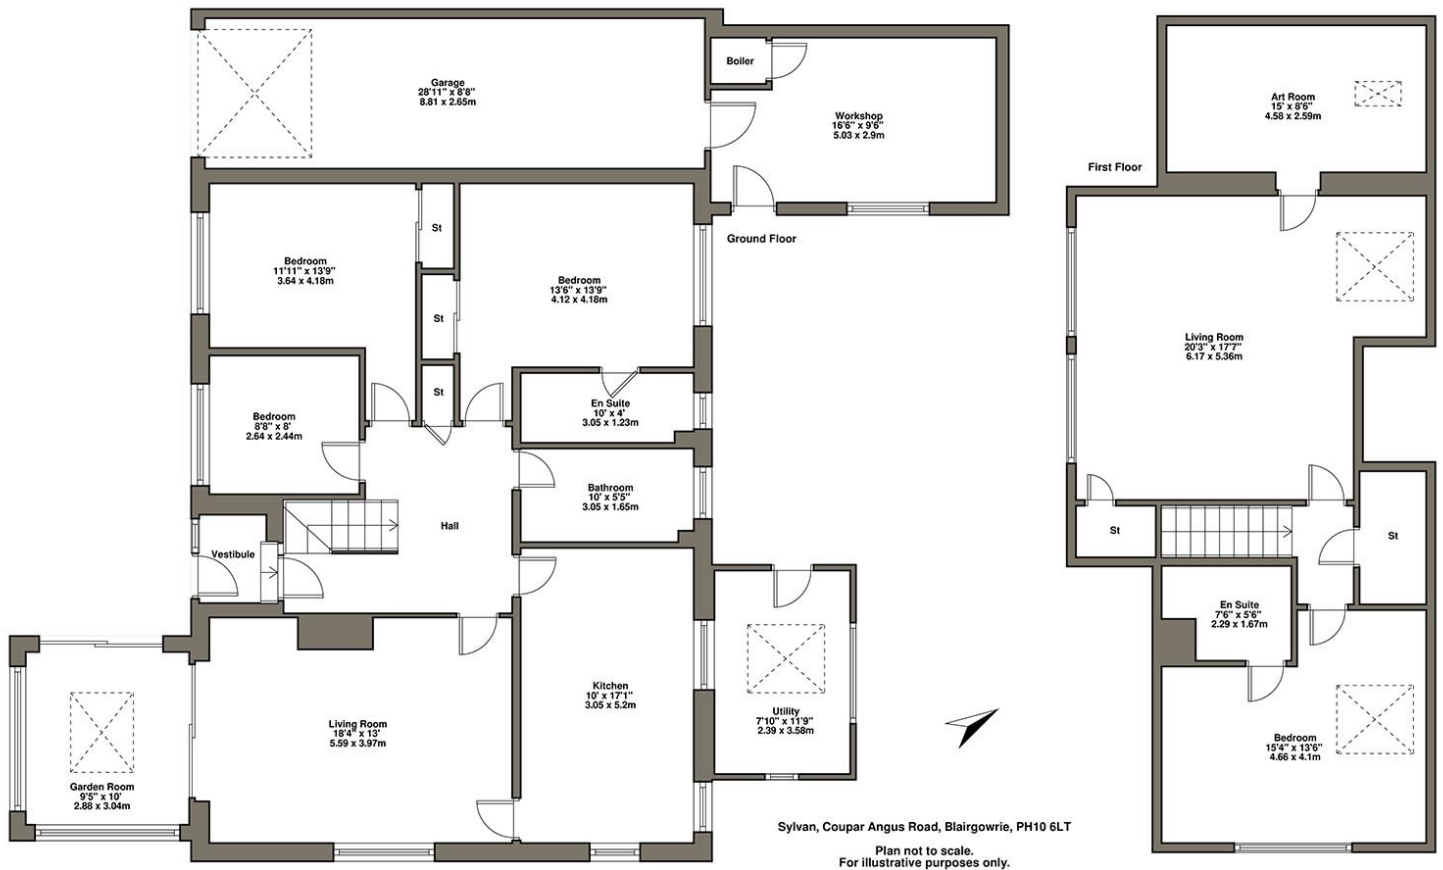 Garage
28'11" x 8'8"
8.81 x 2.65m
Boiler
Workshop
16'6" x 9'6"
5.03 x 2.9m
Ground Floor
Bedroom
11'11" x 13'9"
3.64 x 4.18m
St
St
St
Bedroom
13'6" x 13'9"
4.12 x 4.18m
Bedroom
8'8" x 8'
2.64 x 2.44m
En Suite
10' x 4'
3.05 x 1.23m
Bathroom
10' x 5'5"
3.05 x 1.65m
Hall
Vestibule
Garden Room
9'5" x 10'
2.88 x 3.04m
Living Room
18'4" x 13'
5.59 x 3.97m
Kitchen
10' x 17'1"
3.05 x 5.2m
Utility
7'10" x 11'9"
2.39 x 3.58m
First Floor
Art Room
15' x 8'6"
4.58 x 2.59m
Living Room
20'3" x 17'7"
6.17 x 5.36m
St
St
En Suite
7'6" x 5'6"
2.29 x 1.67m
Bedroom
15'4" x 13'6"
4.66 x 4.1m
Sylvan, Coupar Angus Road, Blairgowrie, PH10 6LT
Plan not to scale.
For illustrative purposes only.